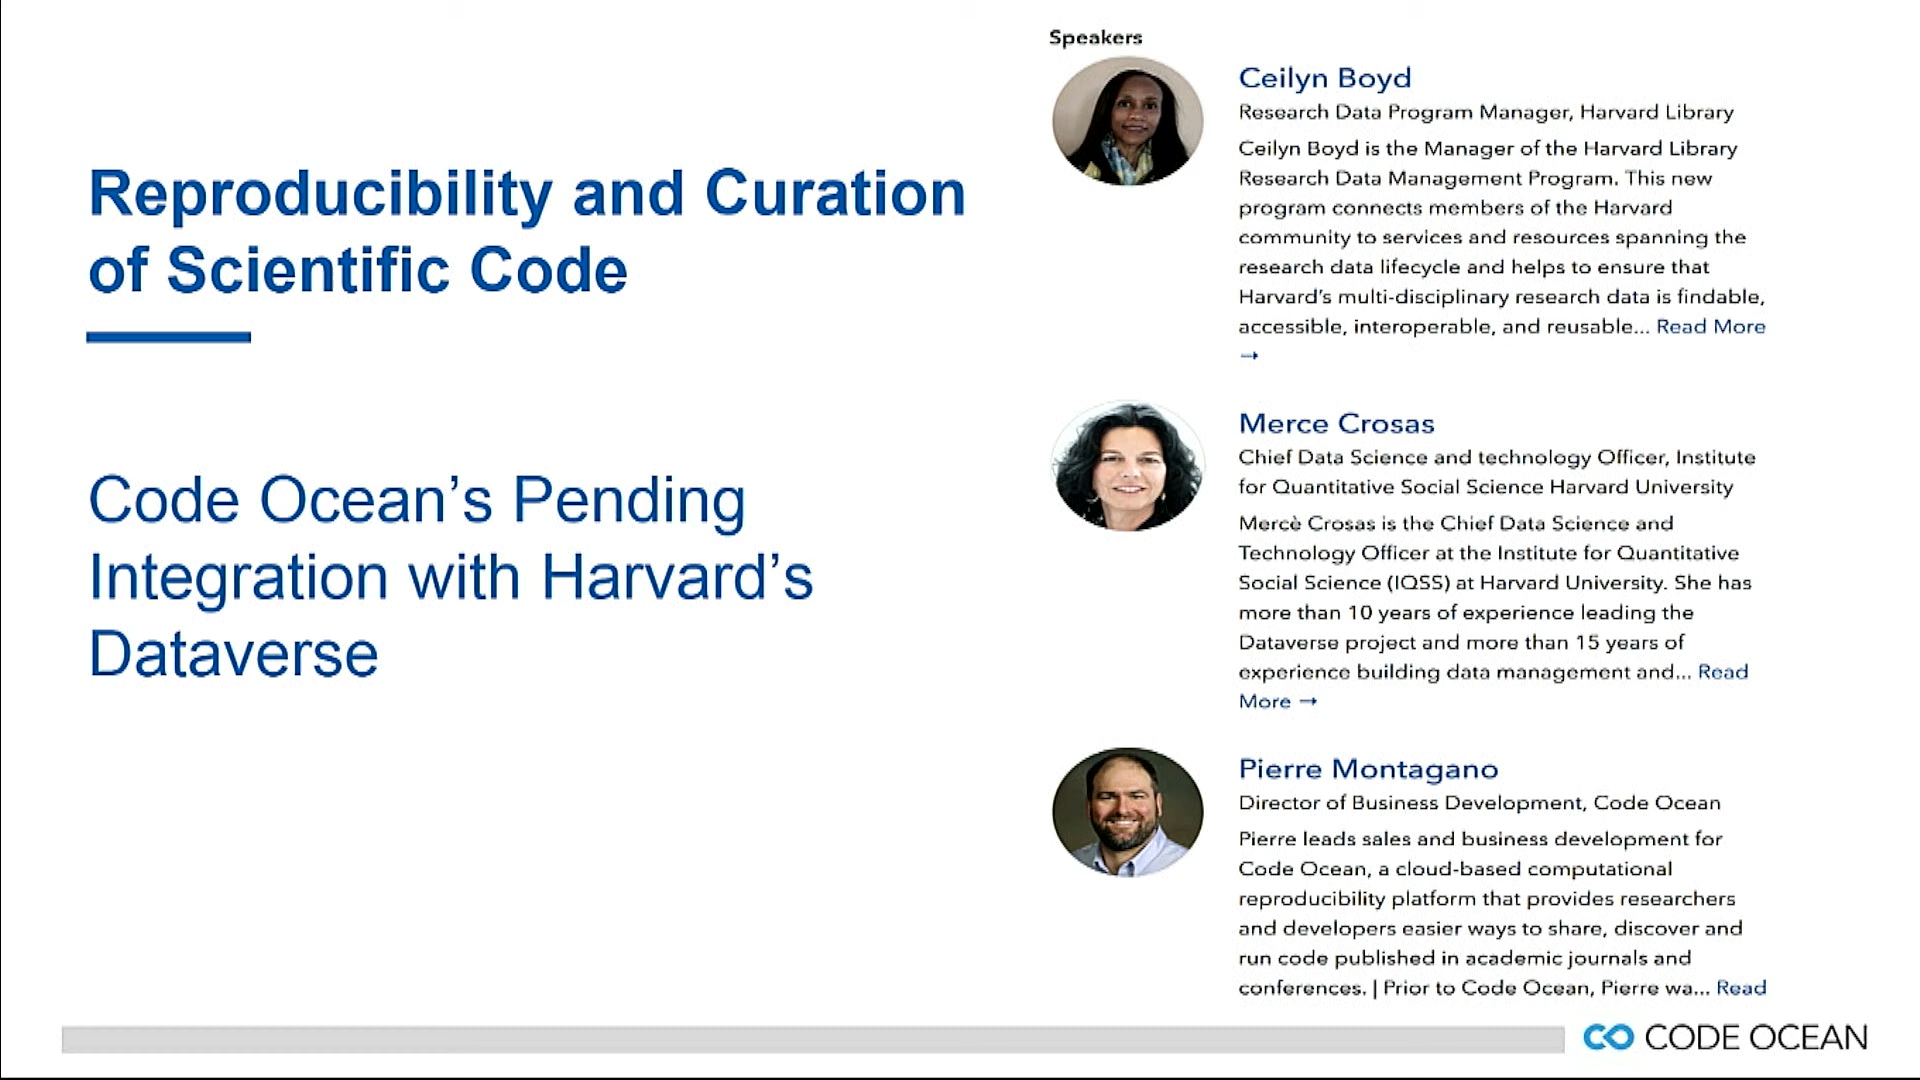 Reproducibility and Curation
of Scientific Code
Code Ocean's Pending
Integration with Harvard's
Dataverse
Speakers
Ceilyn Boyd
Research Data Program Manager, Harvard Library
Ceilyn Boyd is the Manager of the Harvard Library
Research Data Management Program. This new
program connects members of the Harvard
community to services and resources spanning the
research data lifecycle and helps to ensure that
Harvard's multi-disciplinary research data is findable,
accessible, interoperable, and reusable... Read More
→
Merce Crosas
Chief Data Science and technology Officer, Institute
for Quantitative Social Science Harvard University
Mercè Crosas is the Chief Data Science and
Technology Officer at the Institute for Quantitative
Social Science (IQSS) at Harvard University. She has
more than 10 years of experience leading the
Dataverse project and more than 15 years of
experience building data management and... Read
More →
Pierre Montagano
Director of Business Development, Code Ocean
Pierre leads sales and business development for
Code Ocean, a cloud-based computational
reproducibility platform that provides researchers
and developers easier ways to share, discover and
run code published in academic journals and
conferences. | Prior to Code Ocean, Pierre wa... Read
CODE OCEAN